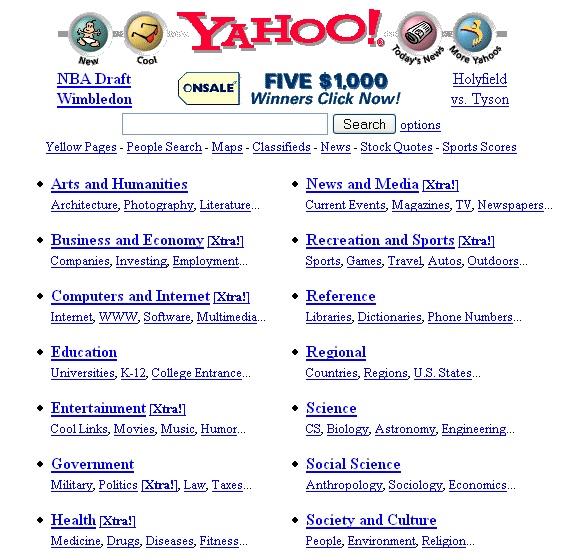 YAHOO!
New
Cool
Today's News
More Yahoos
NBA Draft
Wimbledon
ONSALE
FIVE $1,000
Winners Click Now!
Holyfield
vs. Tyson
Search options
Yellow Pages - People Search - Maps - Classifieds - News - Stock Quotes - Sports Scores
Arts and Humanities
Architecture, Photography, Literature...
News and Media [Xtra!]
Current Events, Magazines, TV, Newspapers...
Business and Economy [Xtra!]
Companies, Investing, Employment...
Recreation and Sports [Xtra!]
Sports, Games, Travel, Autos, Outdoors...
Computers and Internet [Xtra!]
Internet, WWW, Software, Multimedia...
Reference
Libraries, Dictionaries, Phone Numbers...
Education
Universities, K-12, College Entrance...
Regional
Countries, Regions, U.S. States...
Entertainment [Xtra!]
Cool Links, Movies, Music, Humor...
Science
CS, Biology, Astronomy, Engineering...
Government
Military, Politics [Xtra!], Law, Taxes...
Social Science
Anthropology, Sociology, Economics...
Health [Xtra!]
Medicine, Drugs, Diseases, Fitness...
Society and Culture
People, Environment, Religion...